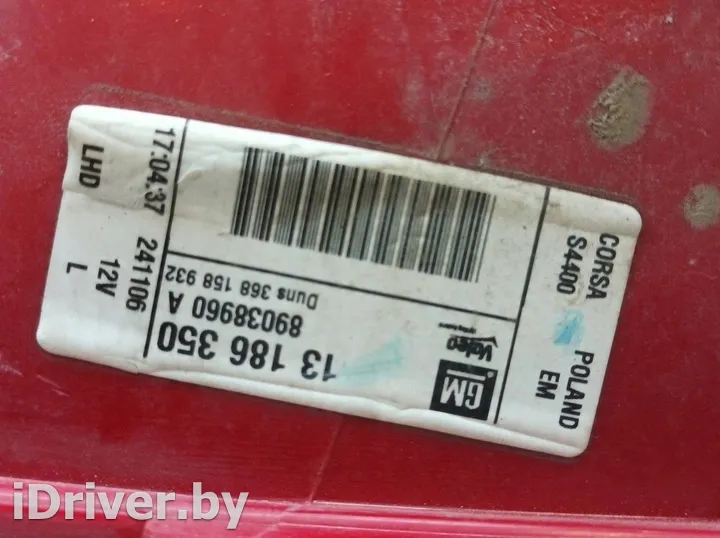 CORSA POLAND
S4400 EM
GM
Valeo
13 186 350
89038960 A
Duns 368 158 932
17:04:37 241106
12V
LHD L
iDriver.by